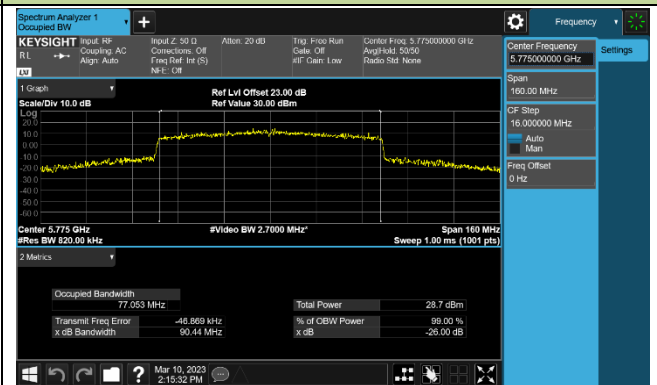 Spectrum Analyzer 1
Occupied BW
+
Frequency
KEYSIGHT
RL
LXI
Input: RF
Coupling: AC
Align: Auto
Input Z: 50 Ω
Corrections: Off
Freq Ref: Int (S)
NFE: Off
Atten: 20 dB
Trig: Free Run
Gate: Off
#IF Gain: Low
Center Freq: 5.775000000 GHz
Avg|Hold: 50/50
Radio Std: None
Center Frequency
5.775000000 GHz
Settings
Span
160.00 MHz
CF Step
16.000000 MHz
Auto
Man
Freq Offset
0 Hz
1 Graph
Scale/Div 10.0 dB
Ref Lvl Offset 23.00 dB
Ref Value 30.00 dBm
Log
20.0
10.0
0.00
-10.0
-20.0
-30.0
-40.0
-50.0
-60.0
Center 5.775 GHz
#Video BW 2.7000 MHz*
Span 160 MHz
#Res BW 820.00 kHz
Sweep 1.00 ms (1001 pts)
2 Metrics
Occupied Bandwidth
77.053 MHz
Total Power
28.7 dBm
Transmit Freq Error
-46.869 kHz
% of OBW Power
99.00 %
x dB Bandwidth
90.44 MHz
x dB
-26.00 dB
?
Mar 10, 2023
2:15:32 PM